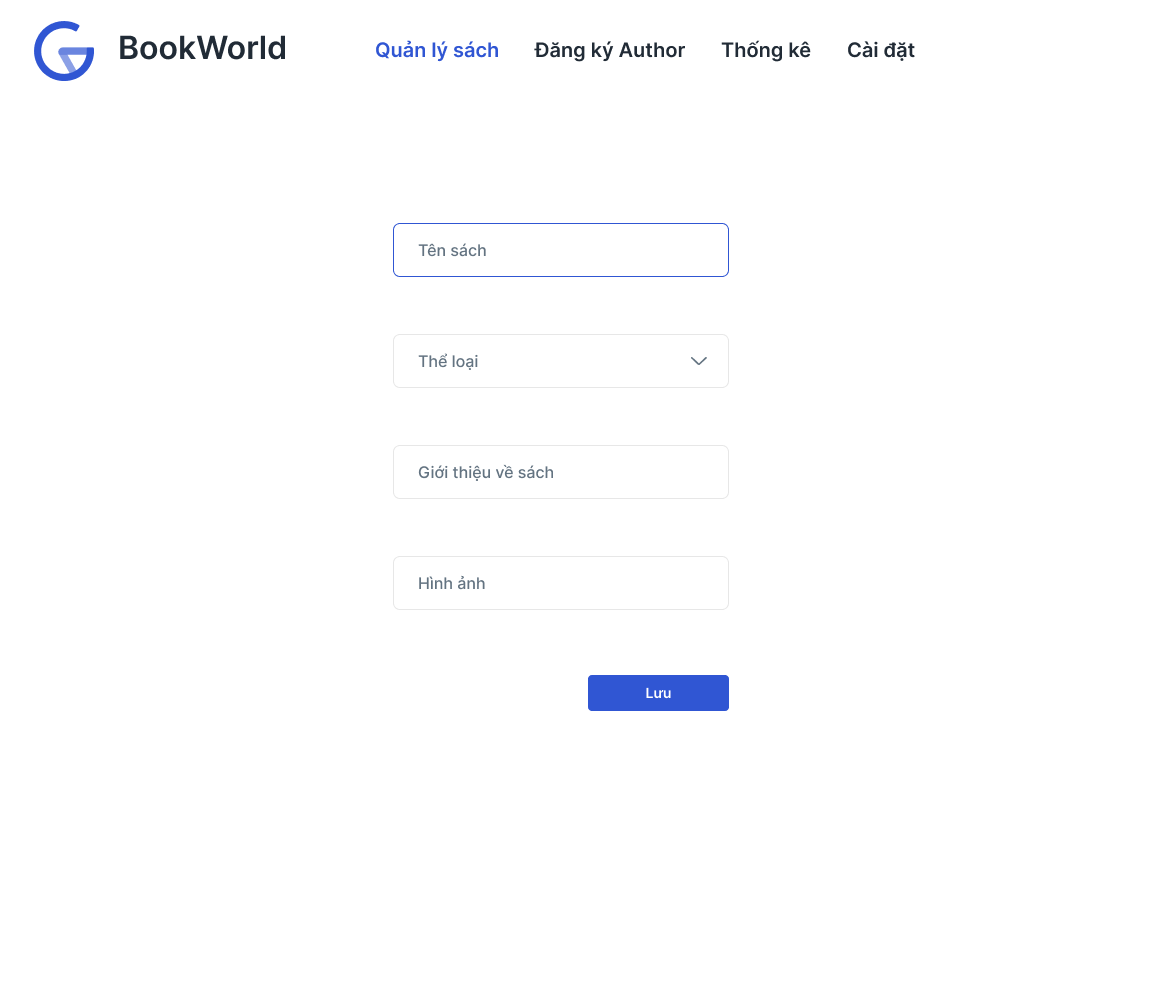 BookWorld
Quản lý sách
Đăng ký Author
Thống kê
Cài đặt
Tên sách
Thể loại
Giới thiệu về sách
Hình ảnh
Lưu